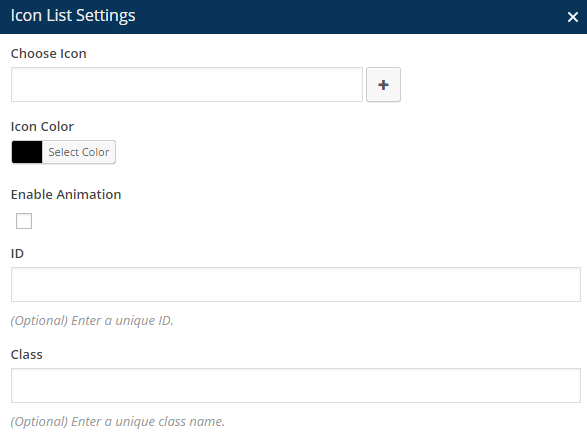 Icon List Settings
Choose Icon
Icon Color
Select Color
Enable Animation
ID
(Optional) Enter a unique ID.
Class
(Optional) Enter a unique class name.